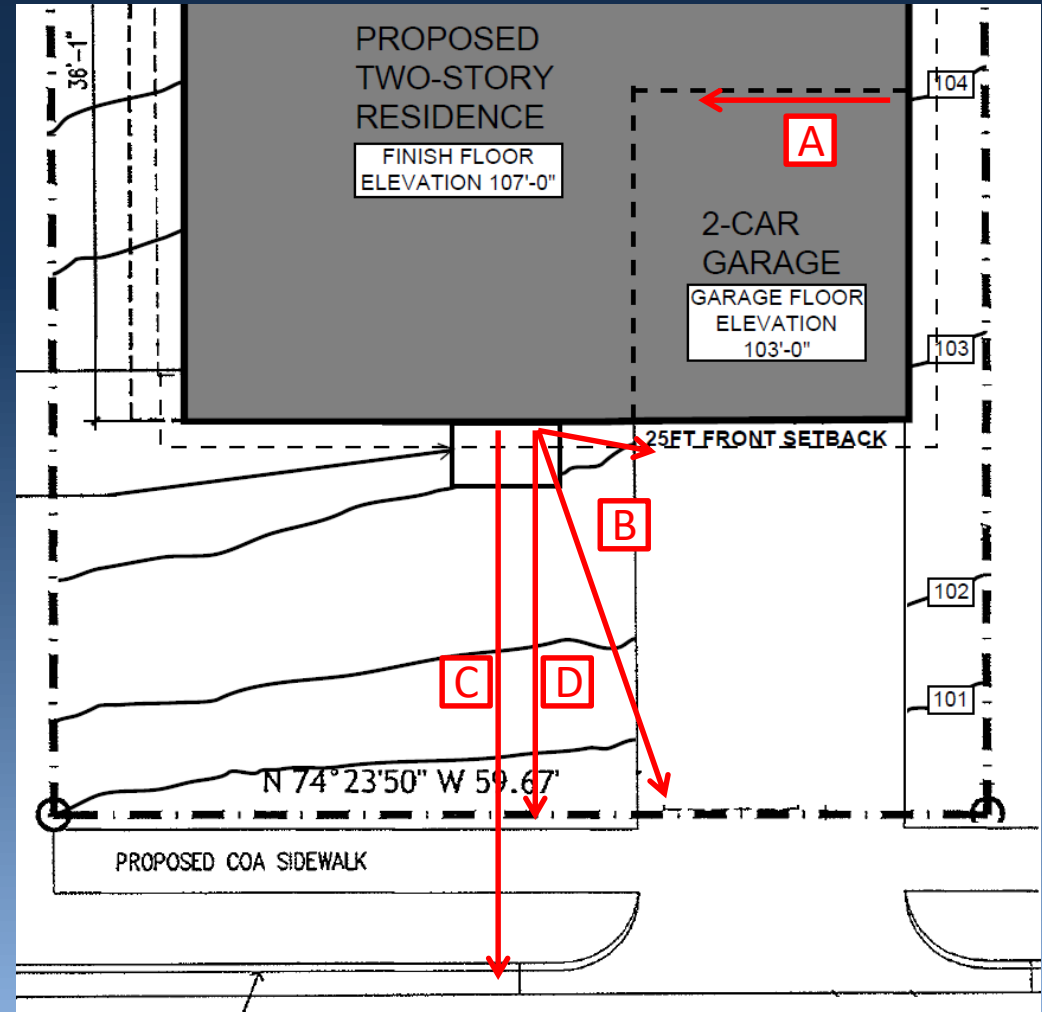 36'-1"
PROPOSED
TWO-STORY
RESIDENCE
FINISH FLOOR
ELEVATION 107'-0"
104
A
2-CAR
GARAGE
GARAGE FLOOR
ELEVATION
103'-0"
103
25FT FRONT SETBACK
B
102
C
D
101
N 74°23'50" W 59.67'
PROPOSED COA SIDEWALK